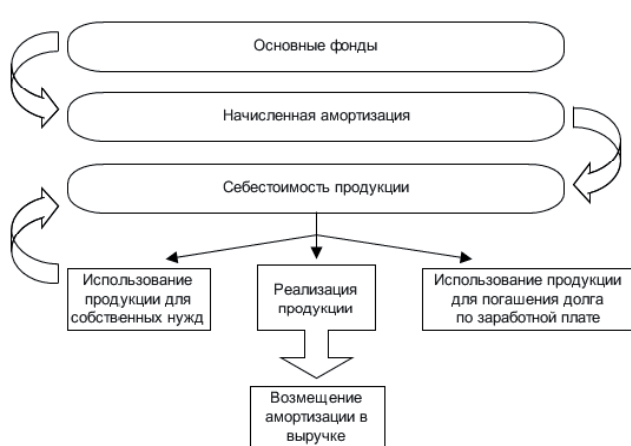 Основные фонды
Начисленная амортизация
Себестоимость продукции
Использование
продукции для
собственных нужд
Реализация
продукции
Использование продукции
для погашения долга
по заработной плате
Возмещение
амортизации в
выручке